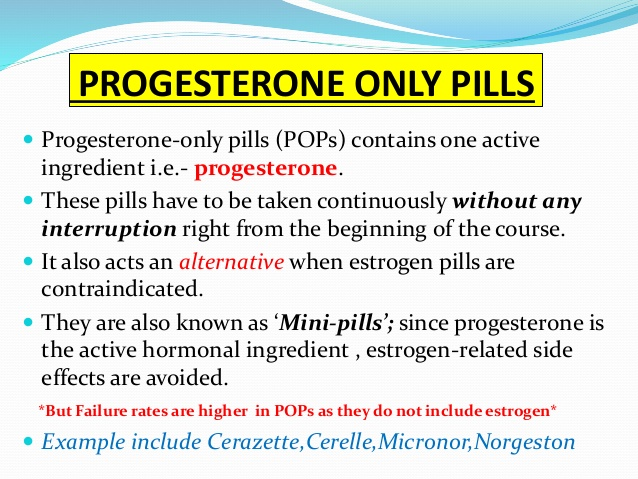 PROGESTERONE ONLY PILLS
• Progesterone-only pills (POPs) contains one active
ingredient i.e.- progesterone.
• These pills have to be taken continuously without any
interruption right from the beginning of the course.
• It also acts an alternative when estrogen pills are
contraindicated.
• They are also known as ‘Mini-pills’; since progesterone is
the active hormonal ingredient , estrogen-related side
effects are avoided.
*But Failure rates are higher in POPs as they do not include estrogen*
• Example include Cerazette,Cerelle,Micronor,Norgeston